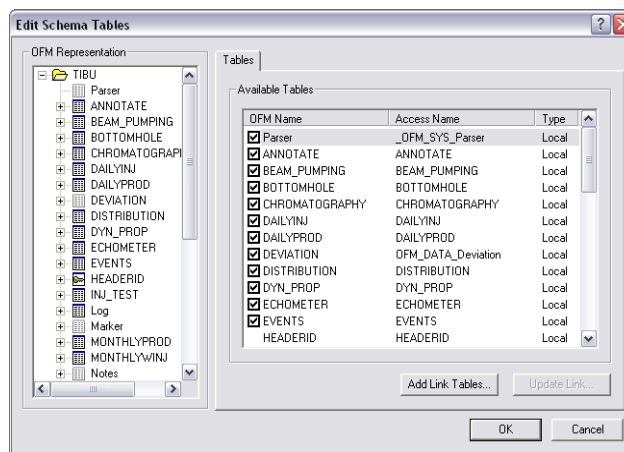 Edit Schema Tables
OFM Representation
TIBU
Parser
ANNOTATE
BEAM_PUMPING
BOTTOMHOLE
CHROMATOGRAPI
DAILYINJ
DAILYPROD
DEVIATION
DISTRIBUTION
DYN_PROP
ECHOMETER
EVENTS
HEADERID
INJ_TEST
Log
Marker
MONTHLYPROD
MONTHLYWINJ
Notes
Tables
Available Tables
OFM Name Access Name Type
Parser _OFM_SYS_Parser Local
ANNOTATE ANNOTATE Local
BEAM_PUMPING BEAM_PUMPING Local
BOTTOMHOLE BOTTOMHOLE Local
CHROMATOGRAPHY CHROMATOGRAPHY Local
DAILYINJ DAILYINJ Local
DAILYPROD DAILYPROD Local
DEVIATION OFM_DATA_Deviation Local
DISTRIBUTION DISTRIBUTION Local
DYN_PROP DYN_PROP Local
ECHOMETER ECHOMETER Local
EVENTS EVENTS Local
HEADERID HEADERID Local
Add Link Tables... Update Link...
OK Cancel